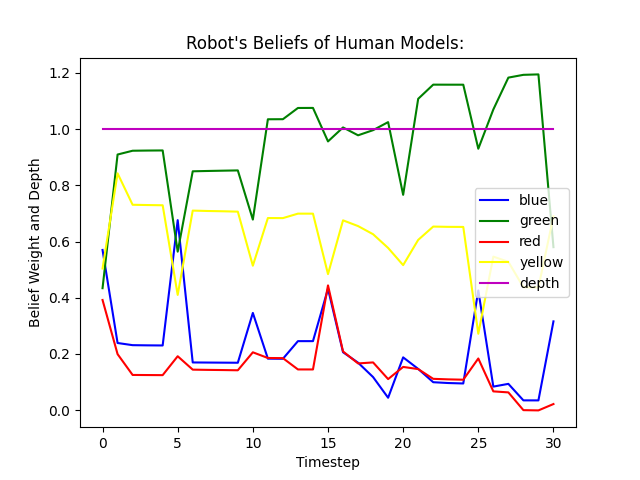 Robot's Beliefs of Human Models:
Belief Weight and Depth
1.2
1.0
0.8
0.6
0.4
0.2
0.0
blue
green
red
yellow
depth
0 5 10 15 20 25 30
Timestep